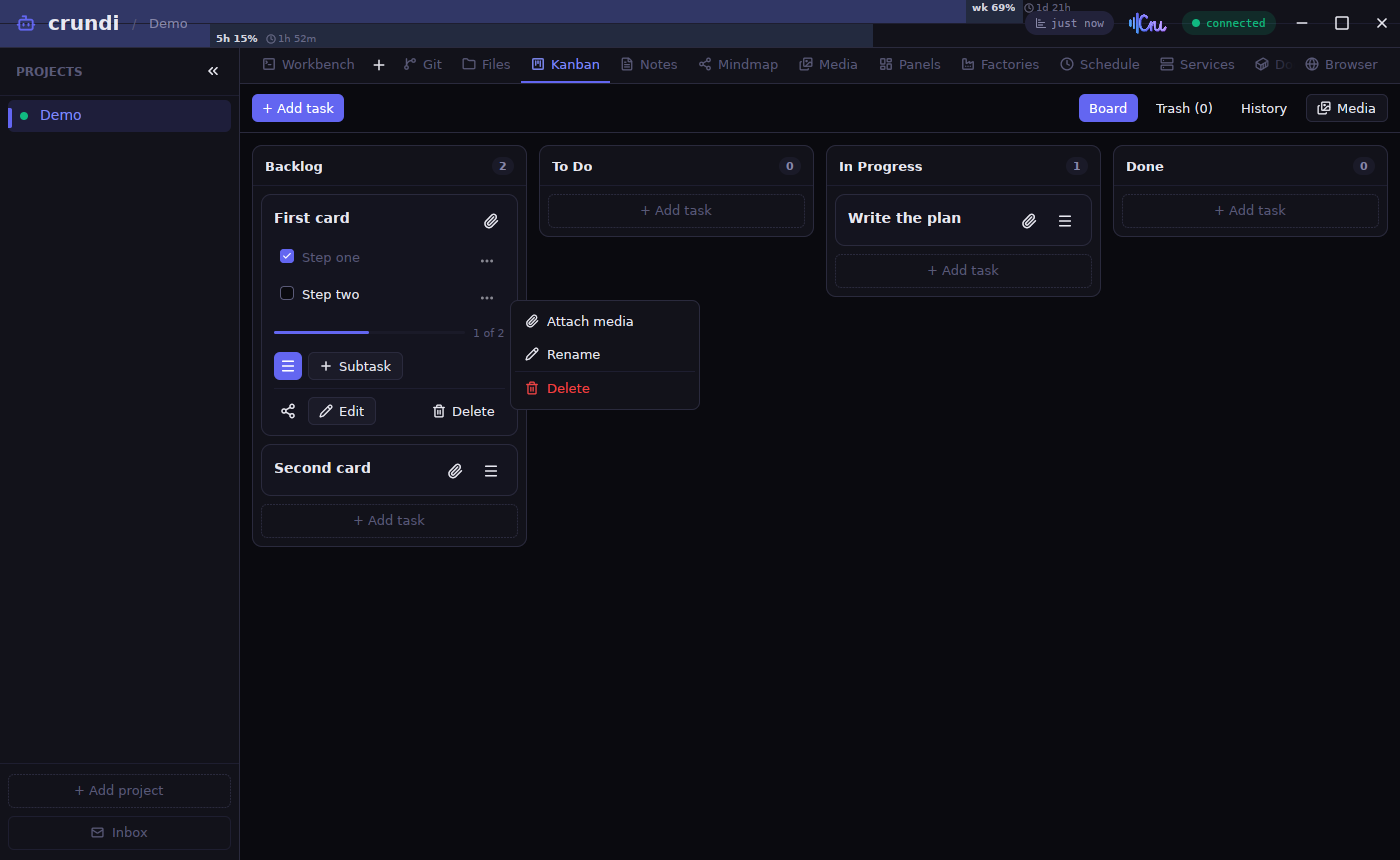 wk 69% 1d 21h
crundi / Demo
just now
connected
5h 15% 1h 52m
PROJECTS
Demo
+ Add project
Inbox
Workbench
Git
Files
Kanban
Notes
Mindmap
Media
Panels
Factories
Schedule
Services
Browser
+ Add task
Board
Trash (0)
History
Media
Backlog 2
First card
Step one
Step two
1 of 2
+ Subtask
Edit
Delete
Second card
+ Add task
Attach media
Rename
Delete
To Do 0
+ Add task
In Progress 1
Write the plan
+ Add task
Done 0
+ Add task